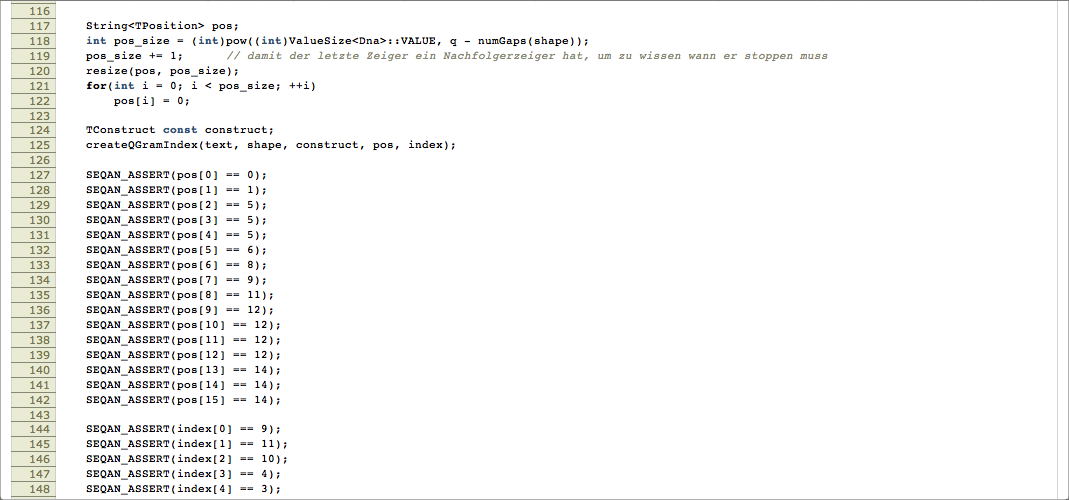 116
117 String<TPosition> pos;
118 int pos_size = (int)pow((int)ValueSize<Dna>::VALUE, q - numGaps(shape));
119 pos_size += 1; // damit der letzte Zeiger ein Nachfolgerzeiger hat, um zu wissen wann er stoppen muss
120 resize(pos, pos_size);
121 for(int i = 0; i < pos_size; ++i)
122 pos[i] = 0;
123
124 TConstruct const construct;
125 createQGramIndex(text, shape, construct, pos, index);
126
127 SEQAN_ASSERT(pos[0] == 0);
128 SEQAN_ASSERT(pos[1] == 1);
129 SEQAN_ASSERT(pos[2] == 5);
130 SEQAN_ASSERT(pos[3] == 5);
131 SEQAN_ASSERT(pos[4] == 5);
132 SEQAN_ASSERT(pos[5] == 6);
133 SEQAN_ASSERT(pos[6] == 8);
134 SEQAN_ASSERT(pos[7] == 9);
135 SEQAN_ASSERT(pos[8] == 11);
136 SEQAN_ASSERT(pos[9] == 12);
137 SEQAN_ASSERT(pos[10] == 12);
138 SEQAN_ASSERT(pos[11] == 12);
139 SEQAN_ASSERT(pos[12] == 12);
140 SEQAN_ASSERT(pos[13] == 14);
141 SEQAN_ASSERT(pos[14] == 14);
142 SEQAN_ASSERT(pos[15] == 14);
143
144 SEQAN_ASSERT(index[0] == 9);
145 SEQAN_ASSERT(index[1] == 11);
146 SEQAN_ASSERT(index[2] == 10);
147 SEQAN_ASSERT(index[3] == 4);
148 SEQAN_ASSERT(index[4] == 3);